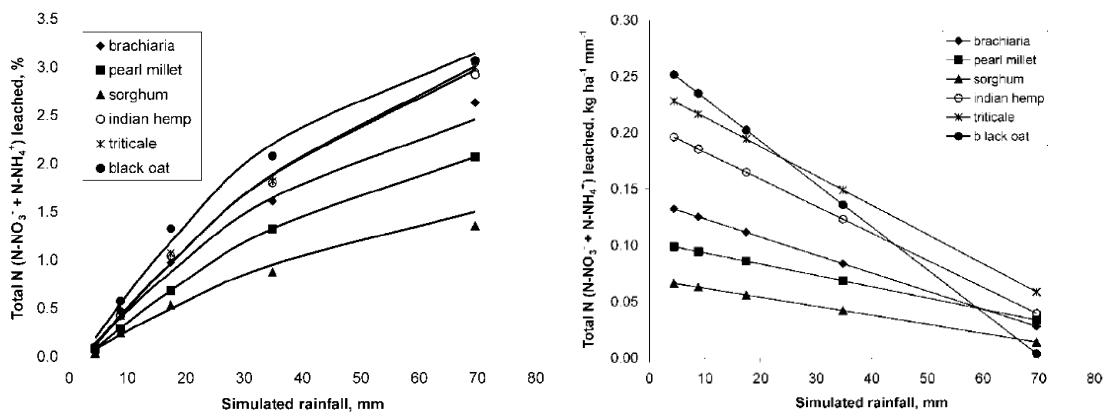 Total N (N-NO₃⁻ + N-NH₄⁺) leached, %
3.5
3.0
2.5
2.0
1.5
1.0
0.5
0.0
brachiaria
pearl millet
sorghum
indian hemp
triticale
black oat
0 10 20 30 40 50 60 70 80
Simulated rainfall, mm
Total N (N-NO₃⁻ + N-NH₄⁻) leached, kg ha⁻¹ mm⁻¹
0.30
0.25
0.20
0.15
0.10
0.05
0.00
brachiaria
pearl millet
sorghum
indian hemp
triticale
b lack oat
0 10 20 30 40 50 60 70 80
Simulated rainfall, mm